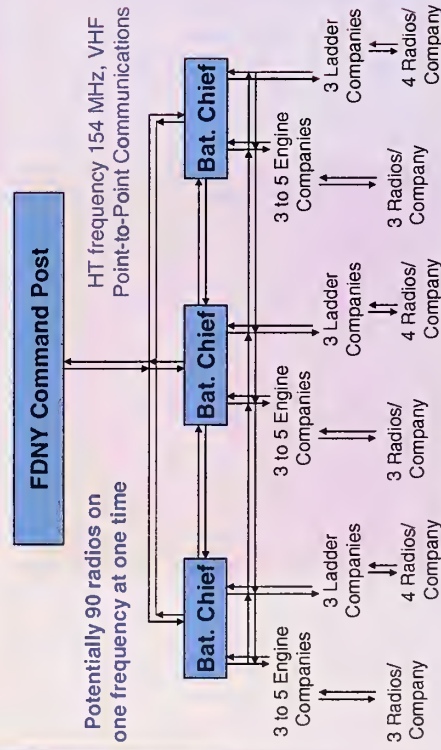 FDNY Command Post
Potentially 90 radios on
one frequency at one time
HT frequency 154 MHz, VHF
Point-to-Point Communications
Bat. Chief
Bat. Chief
Bat. Chief
3 to 5 Engine
Companies
3 Ladder
Companies
3 to 5 Engine
Companies
3 Ladder
Companies
3 to 5 Engine
Companies
3 Ladder
Companies
3 Radios/
Company
4 Radios/
Company
3 Radios/
Company
4 Radios/
Company
3 Radios/
Company
4 Radios/
Company